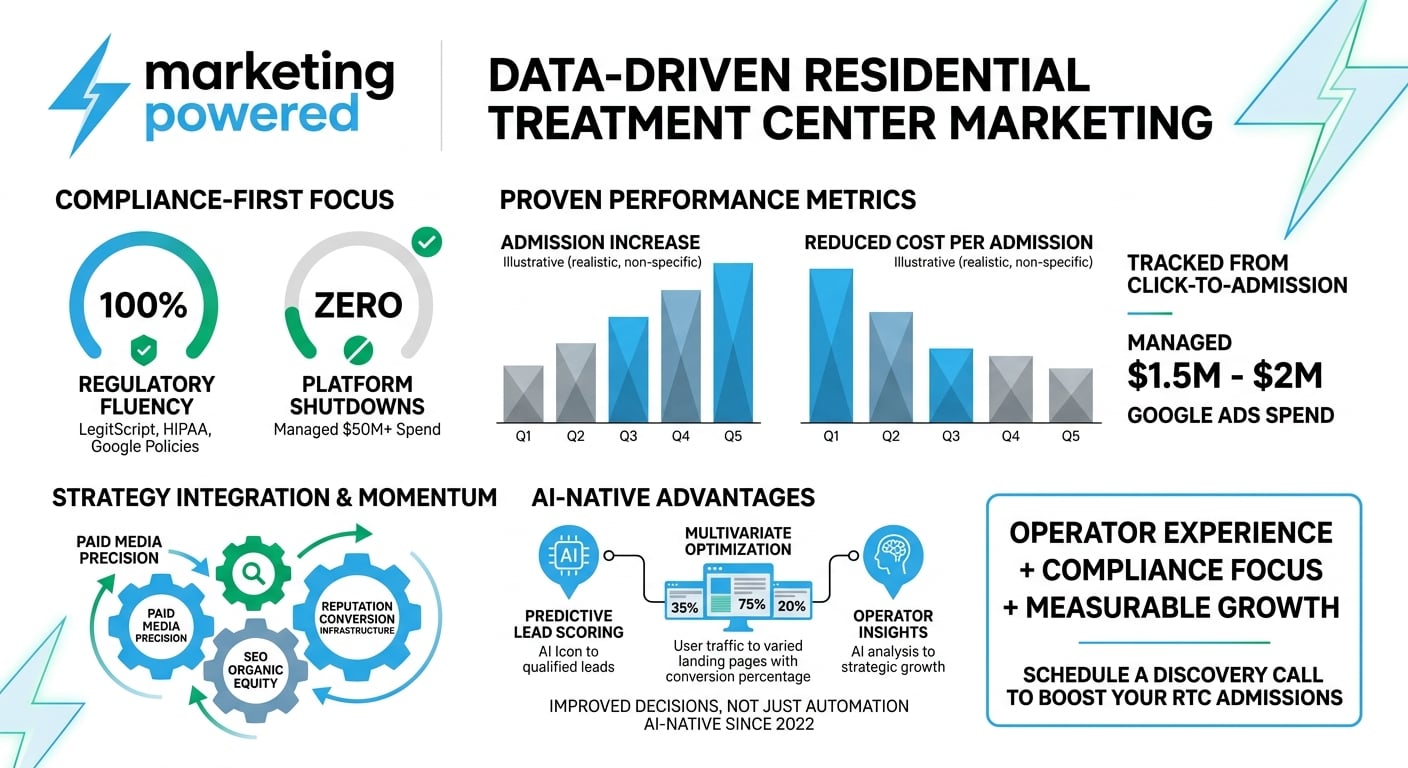 marketing
powered
DATA-DRIVEN RESIDENTIAL
TREATMENT CENTER MARKETING
COMPLIANCE-FIRST FOCUS
100%
REGULATORY
FLUENCY
LegitScript, HIPAA,
Google Policies
ZERO
PLATFORM
SHUTDOWNS
Managed $50M+ Spend
PROVEN PERFORMANCE METRICS
ADMISSION INCREASE
Illustrative (realistic, non-specific)
Q1 Q2 Q3 Q4 Q5
REDUCED COST PER ADMISSION
Illustrative (realistic, non-specific)
Q1 Q2 Q3 Q4 Q5
TRACKED FROM
CLICK-TO-ADMISSION
MANAGED
$1.5M - $2M
GOOGLE ADS SPEND
STRATEGY INTEGRATION & MOMENTUM
PAID MEDIA
PRECISION
PAID
MEDIA
PRECISION
SEO
ORGANIC
EQUITY
REPUTATION
CONVERSION
INFRASTRUCTURE
AI-NATIVE ADVANTAGES
AI
PREDICTIVE
LEAD SCORING
AI Icon to
qualified leads
MULTIVARIATE
OPTIMIZATION
35% 75% 20%
User traffic to varied
landing pages with
conversion percentage
OPERATOR
INSIGHTS
AI analysis to
strategic growth
IMPROVED DECISIONS, NOT JUST AUTOMATION
AI-NATIVE SINCE 2022
OPERATOR EXPERIENCE
+ COMPLIANCE FOCUS
+ MEASURABLE GROWTH
SCHEDULE A DISCOVERY CALL
TO BOOST YOUR RTC ADMISSIONS